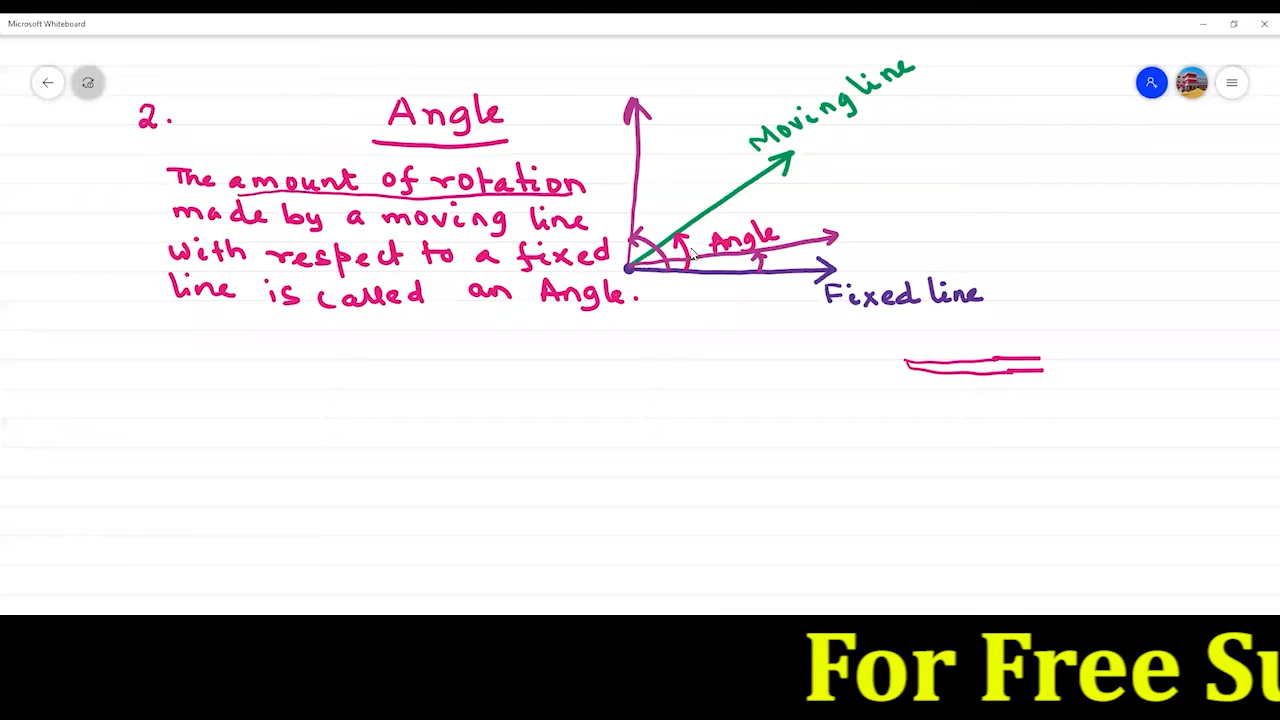 Microsoft Whiteboard
2. Angle
The amount of rotation
made by a moving line
with respect to a fixed
line is called an Angle.
Moving line
Angle
Fixed line
For Free Su